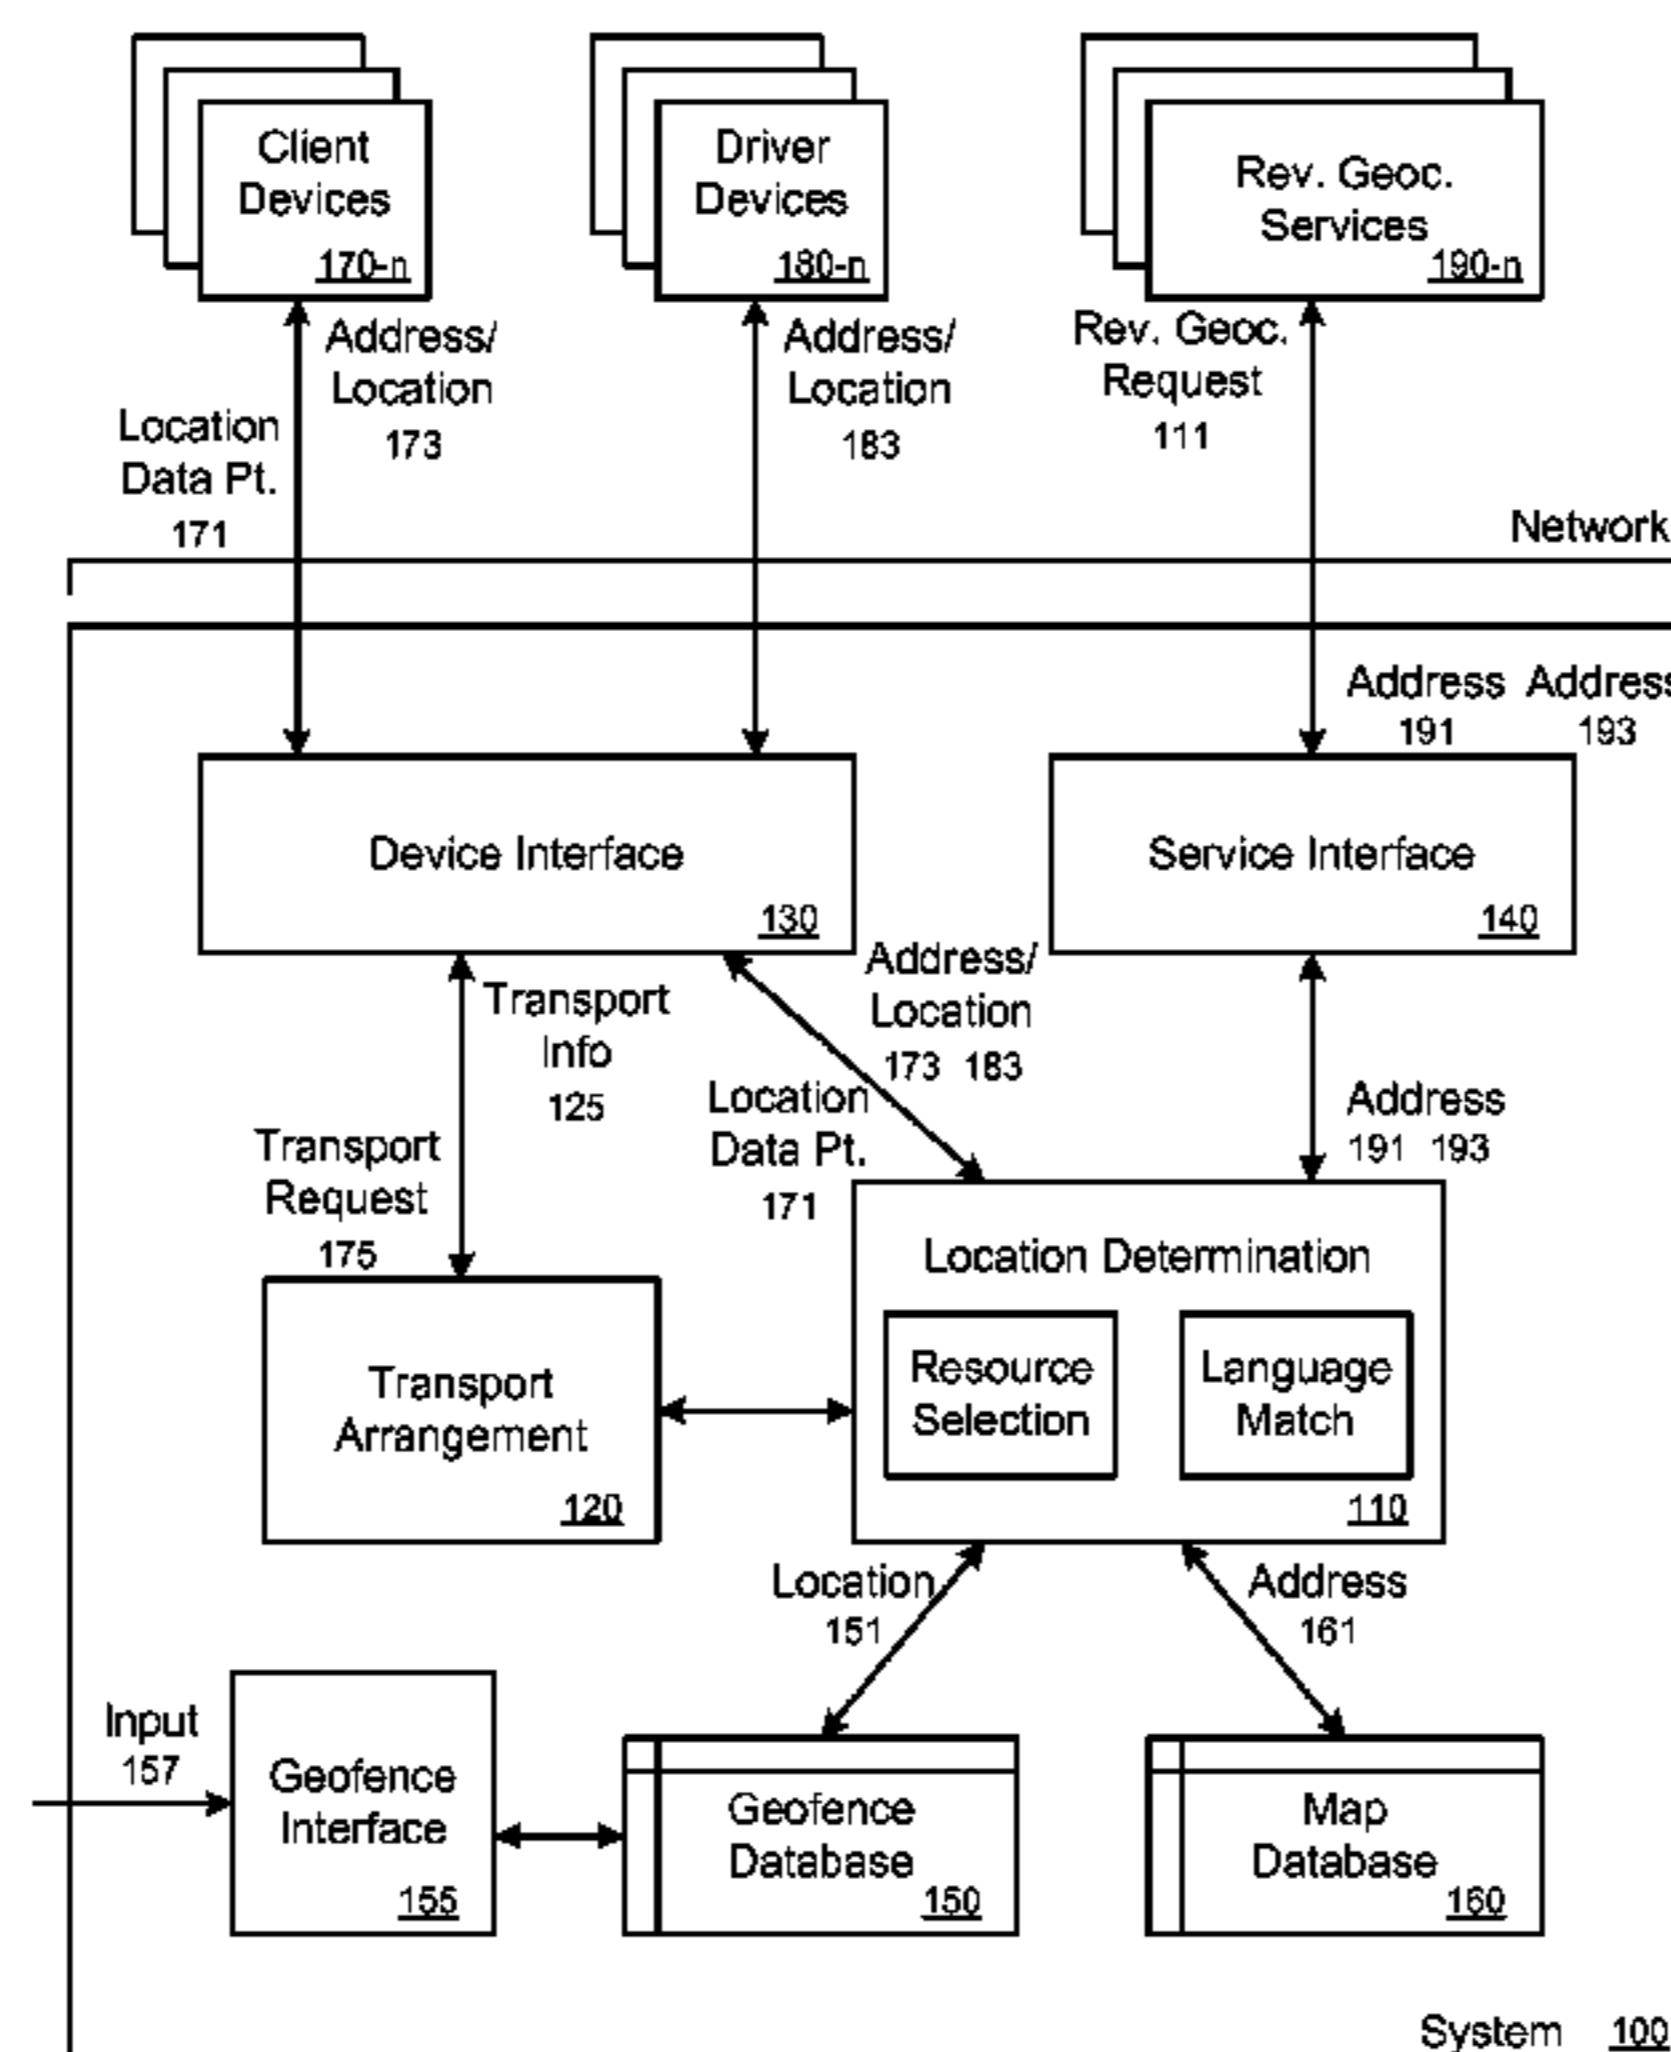 Client
Devices
170-n
Driver
Devices
180-n
Rev. Geoc.
Services
190-n
Address/
Location
173
Location
Data Pt.
171
Address/
Location
183
Rev. Geoc.
Request
111
Network
Address Address
191 193
Device Interface
130
Service Interface
140
Transport
Info
125
Transport
Request
175
Address/
Location
173 183
Location
Data Pt.
171
Address
191 193
Location Determination
Resource
Selection
Language
Match
110
Transport
Arrangement
120
Location
151
Address
161
Input
157
Geofence
Interface
155
Geofence
Database
150
Map
Database
160
System 100